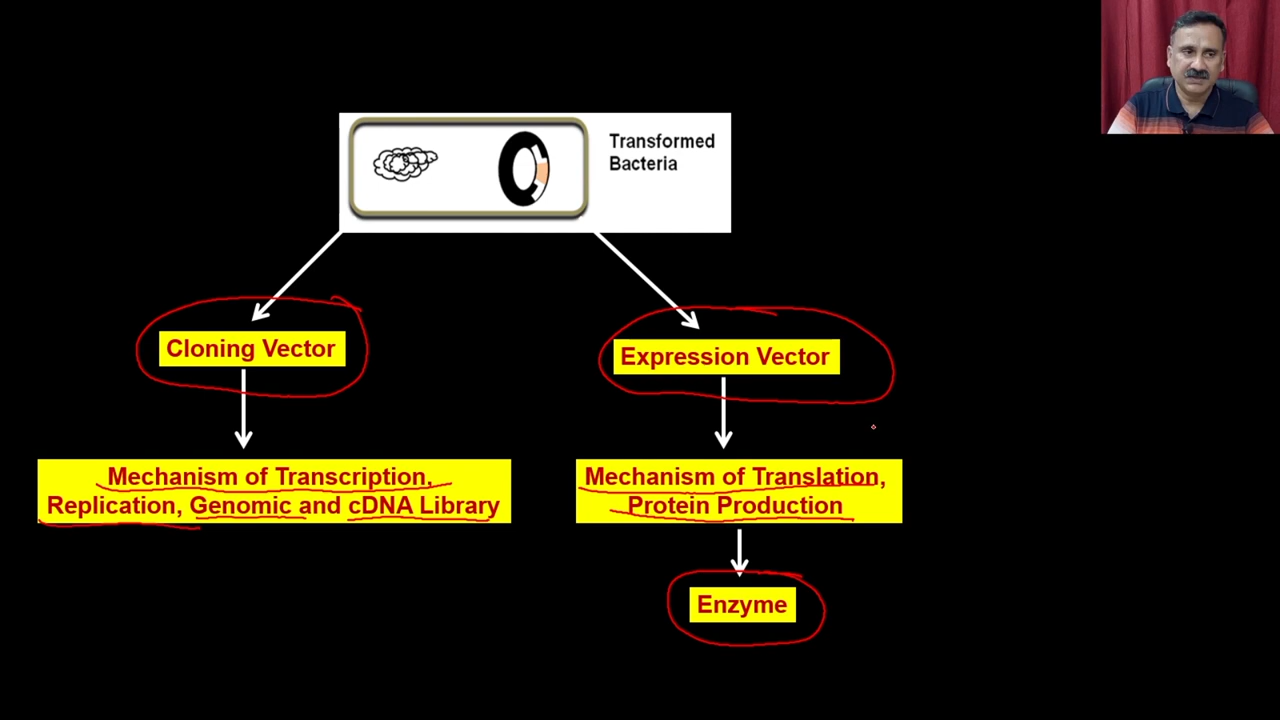 Transformed
Bacteria
Cloning Vector
Expression Vector
Mechanism of Transcription,
Replication, Genomic and cDNA Library
Mechanism of Translation,
Protein Production
Enzyme